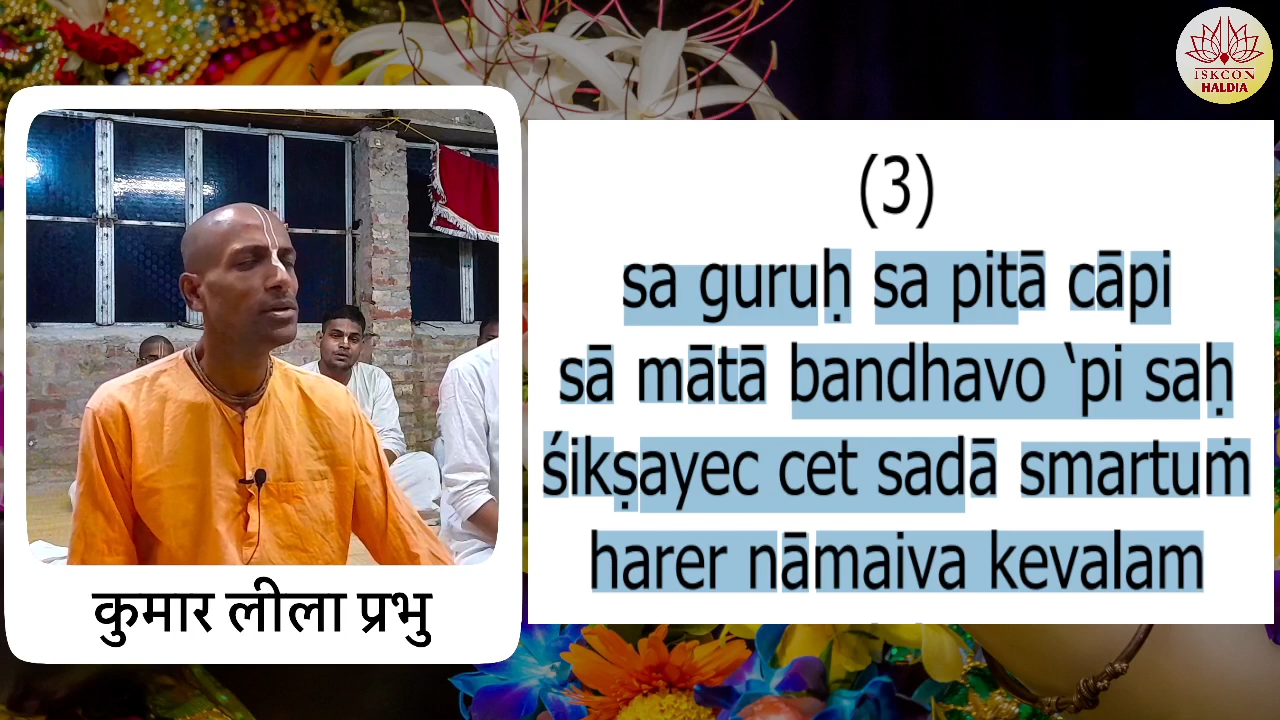 ISKCON
HALDIA
(3)
sa guruḥ sa pitā cāpi
sā mātā bandhavo ‘pi saḥ
śikṣayec cet sadā smartuṁ
harer nāmaiva kevalam
कुमार लीला प्रभु